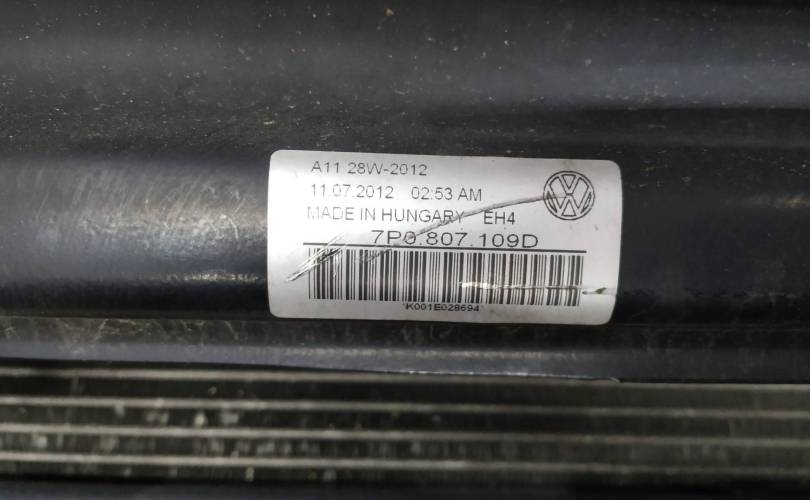 A11 28W-2012
11.07.2012 02:53 AM
MADE IN HUNGARY EH4
7P0.807.109D
*K001E028694*